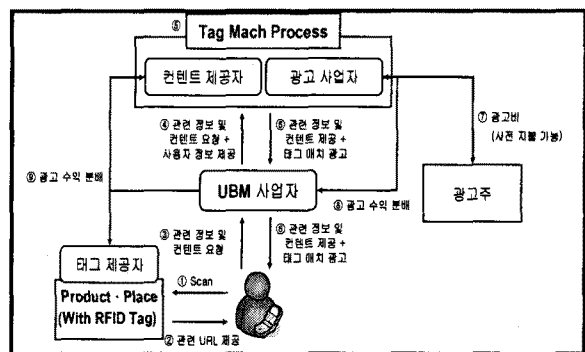 ⑤ Tag Mach Process
컨텐트 제공자
광고 사업자
④ 관련 정보 및
컨텐트 요청 +
사용자 정보 제공
⑤ 관련 정보 및
컨텐트 제공 +
태그 매치 광고
⑦ 광고비
(사전 지불 가능)
⑨ 광고 수익 분배
UBM 사업자
⑧ 광고 수익 분배
광고주
③ 관련 정보 및
컨텐트 요청
⑥ 관련 정보 및
컨텐트 제공 +
태그 매치 광고
태그 제공자
① Scan
Product · Place
(With RFID Tag)
② 관련 URL 제공